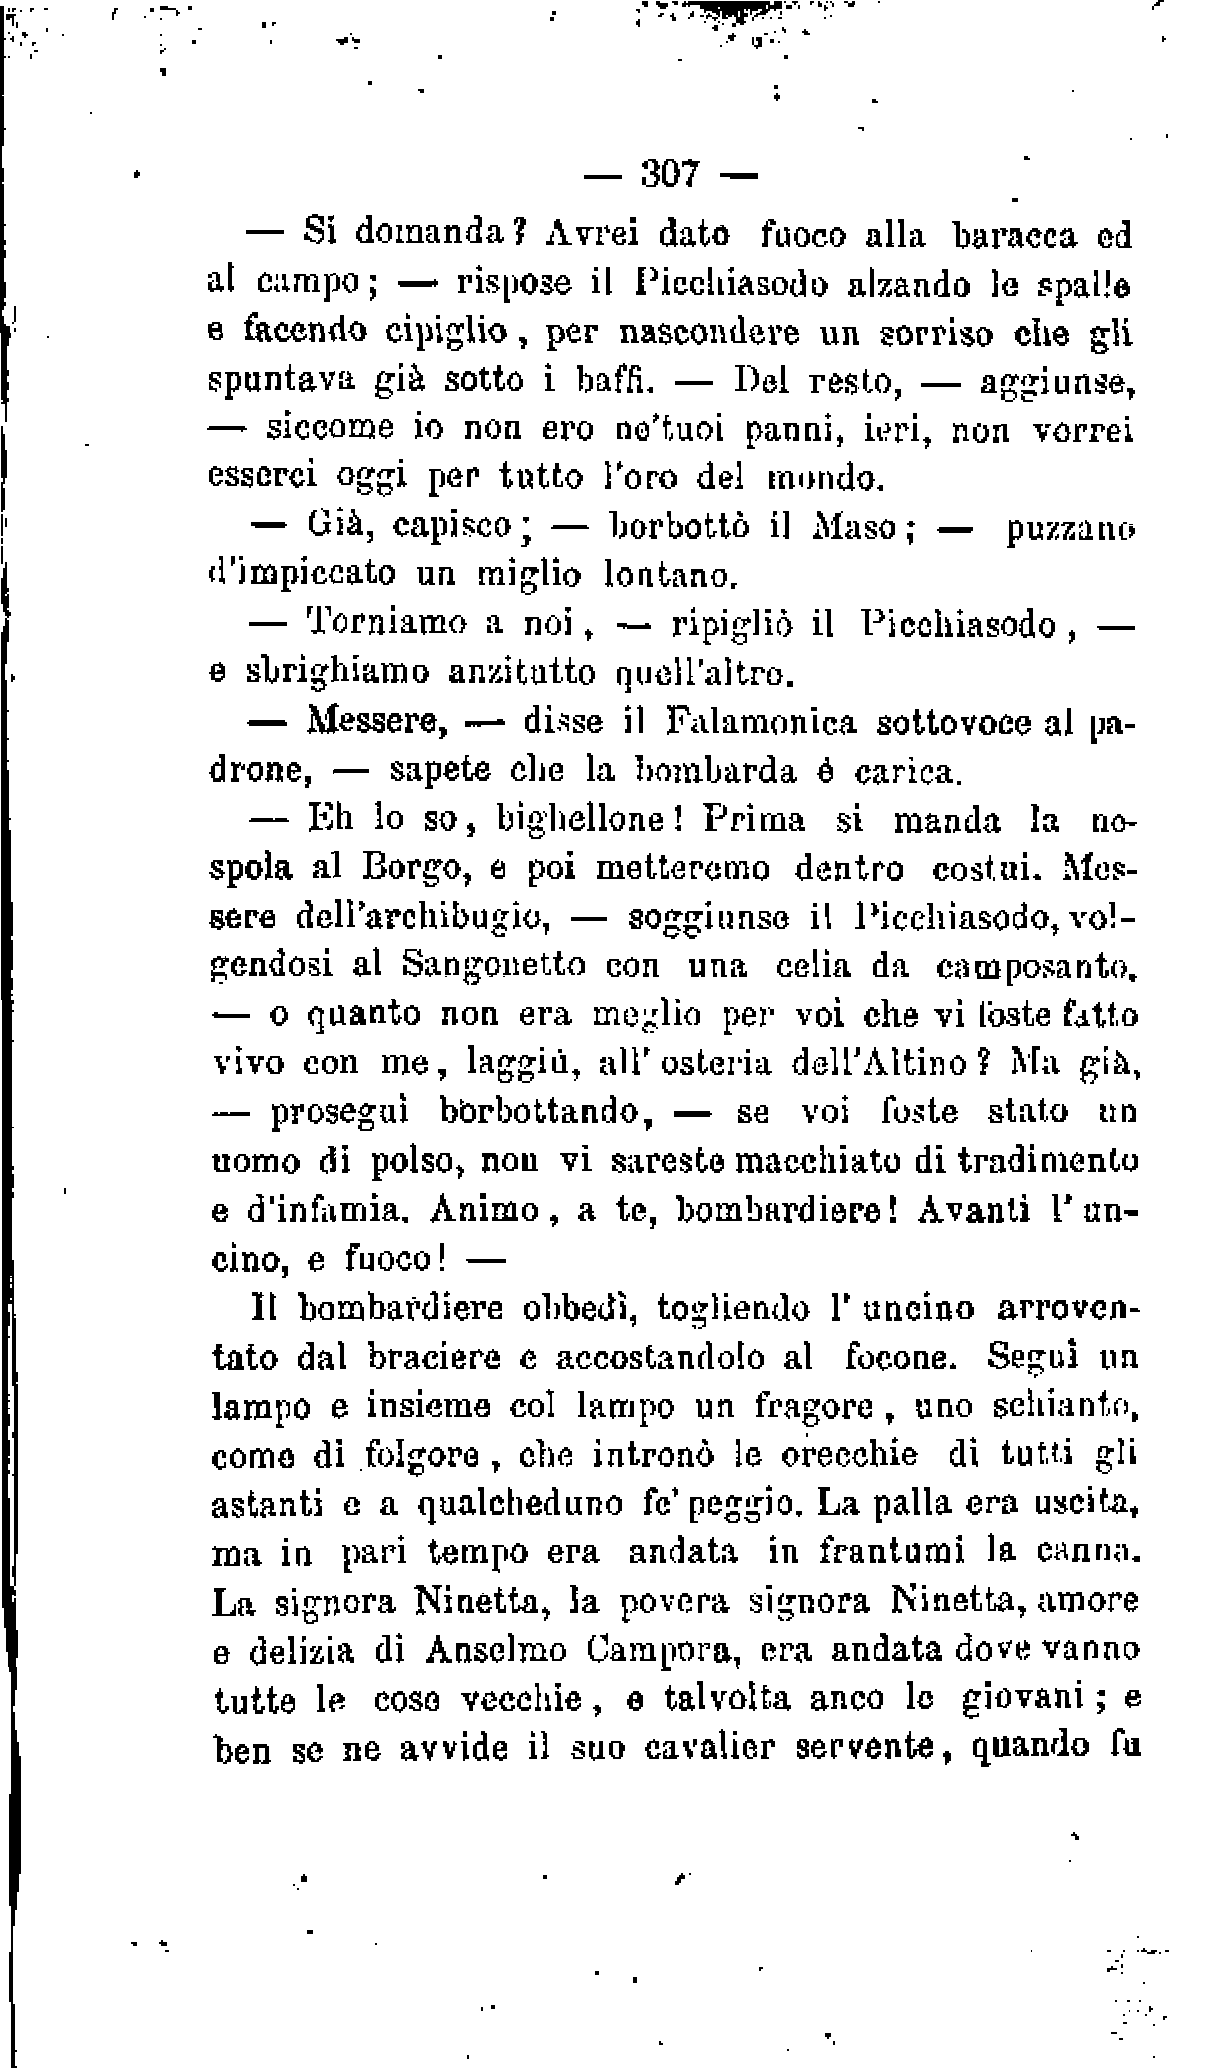 — 307 —
— Si domanda? Avrei dato fuoco alla baracca ed
al campo; — rispose il Picchiasodo alzando le spalle
e facendo cipiglio, per nascondere un sorriso che gli
spuntava già sotto i baffi. — Del resto, — aggiunse,
— siccome io non ero ne'tuoi panni, ieri, non vorrei
esserci oggi per tutto l'oro del mondo.
— Già, capisco; — borbottò il Maso; — puzzano
d'impiccato un miglio lontano.
— Torniamo a noi, — ripigliò il Picchiasodo, —
e sbrighiamo anzitutto quell'altro.
— Messere, — disse il Falamonica sottovoce al pa-
drone, — sapete che la bombarda è carica.
— Eh lo so, bighellone! Prima si manda la no-
spola al Borgo, e poi metteremo dentro costui. Mes-
sere dell'archibugio, — soggiunse il Picchiasodo, vol-
gendosi al Sangonetto con una celia da camposanto.
— o quanto non era meglio per voi che vi foste fatto
vivo con me, laggiù, all' osteria dell'Altino? Ma già,
— proseguì borbottando, — se voi foste stato un
uomo di polso, non vi sareste macchiato di tradimento
e d'infamia. Animo, a te, bombardiere! Avanti l' un-
cino, e fuoco! —
Il bombardiere obbedì, togliendo l' uncino arroven-
tato dal braciere e accostandolo al focone. Seguì un
lampo e insieme col lampo un fragore, uno schianto,
come di folgore, che intronò le orecchie di tutti gli
astanti e a qualcheduno fe' peggio. La palla era uscita,
ma in pari tempo era andata in frantumi la canna.
La signora Ninetta, la povera signora Ninetta, amore
e delizia di Anselmo Campora, era andata dove vanno
tutte le cose vecchie, e talvolta anco le giovani; e
ben se ne avvide il suo cavalier servente, quando fu